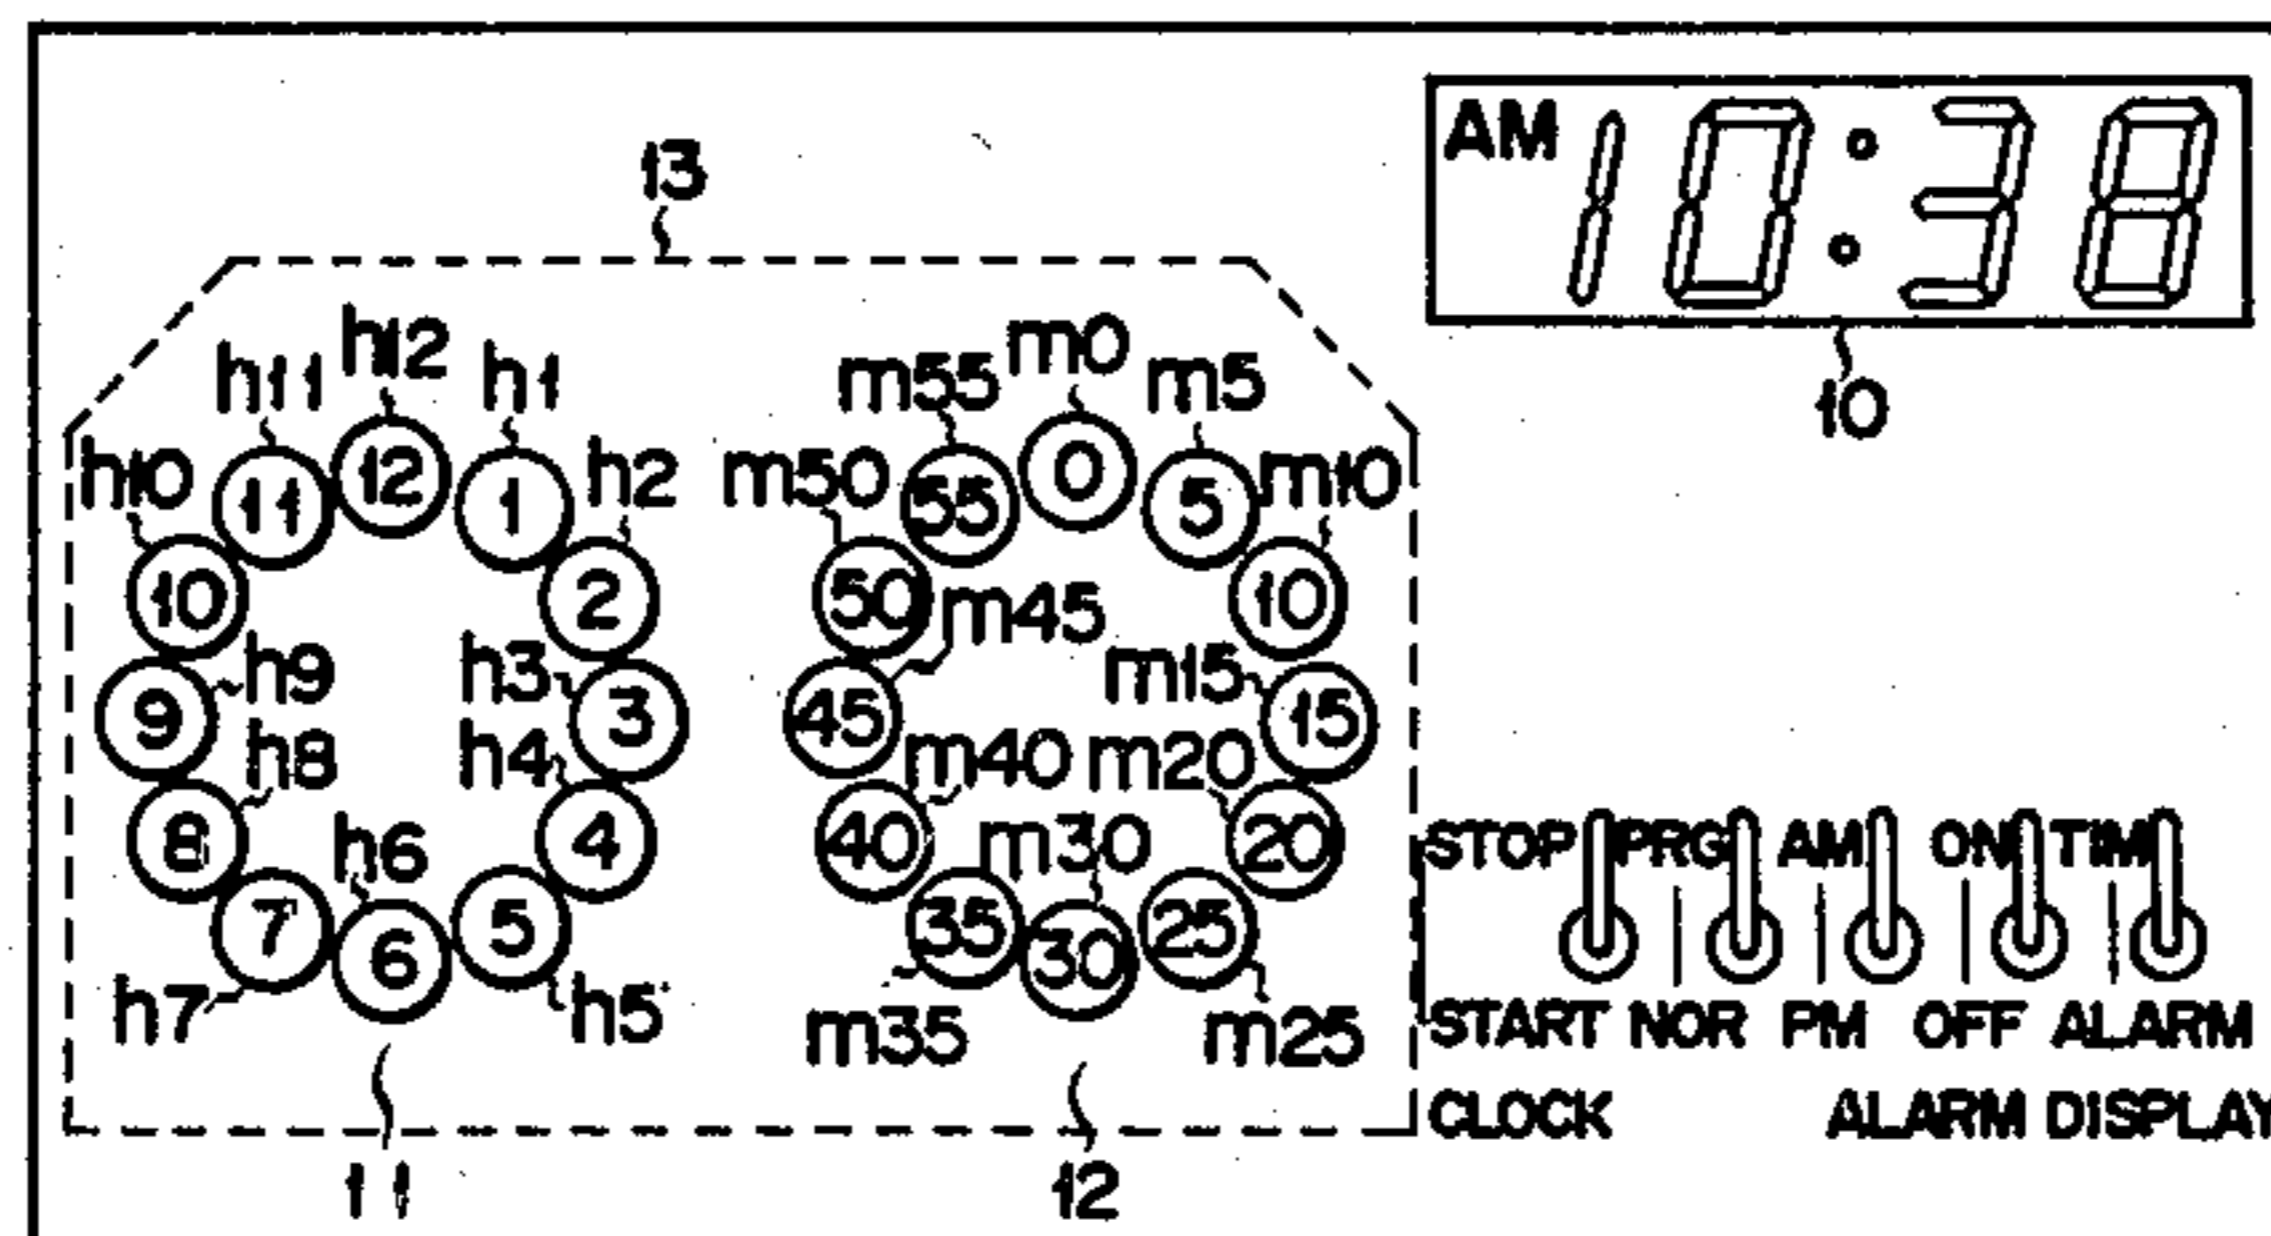 AM 10:38
13
10
h12
m0
h11 h1 m55 m5
h10 h2 m50 m10
12 0
11 1 55 5
10 2 50 10
m45
h9 h3 m15
9 3 45 15
h8 h4 m40 m20
8 4 40 20
h6 m30
7 5 35 25
6 30
h7 h5 m35 m25
11 12
STOP PRG AM ON TIM
START NOR PM OFF ALARM
CLOCK ALARM DISPLAY